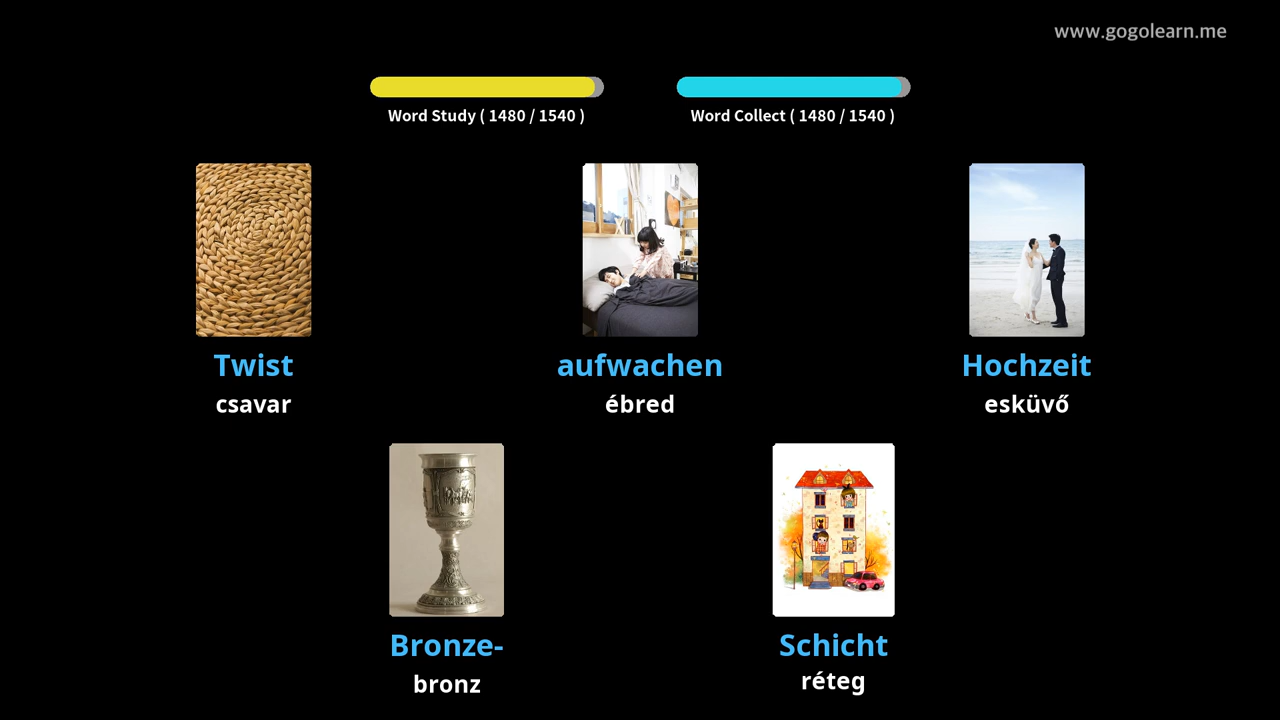 www.gogolearn.me
Word Study ( 1480 / 1540 )
Word Collect ( 1480 / 1540 )
Twist
csavar
aufwachen
ébred
Hochzeit
esküvő
Bronze-
bronz
Schicht
réteg